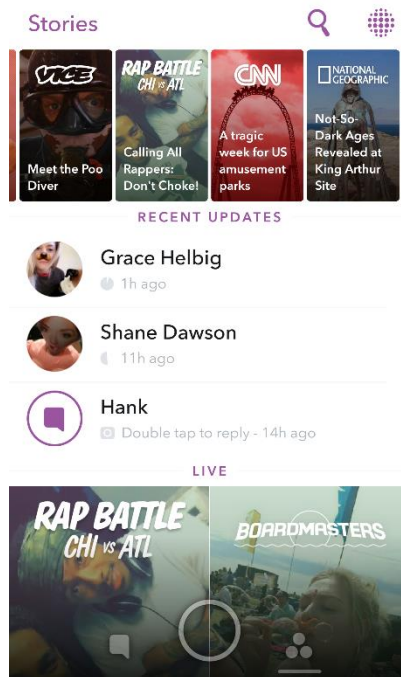 Stories
VICE
Meet the Poo
Diver
RAP BATTLE
CHI vs ATL
Calling All
Rappers:
Don't Choke!
CNN
A tragic
week for US
amusement
parks
NATIONAL
GEOGRAPHIC
Not-So-
Dark Ages
Revealed at
King Arthur
Site
RECENT UPDATES
Grace Helbig
1h ago
Shane Dawson
11h ago
Hank
Double tap to reply - 14h ago
LIVE
RAP BATTLE
CHI vs ATL
BOARDMASTERS